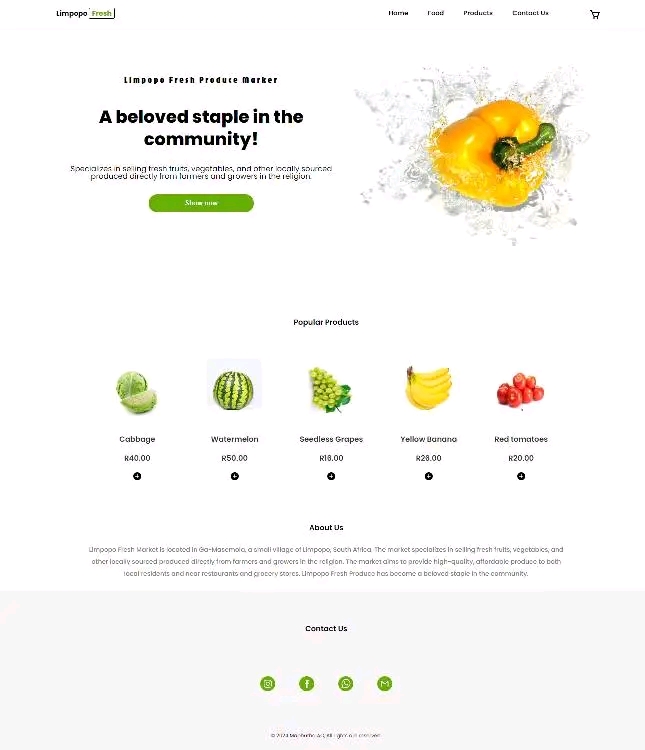 Limpopo Fresh
Home Food Products Contact Us
Limpopo Fresh Produce Market
A beloved staple in the
community!
Specializes in selling fresh fruits, vegetables, and other locally sourced
produced directly from farmers and growers in the religion.
Show now
Popular Products
Cabbage Watermelon Seedless Grapes Yellow Banana Red tomatoes
R40.00 R50.00 R16.00 R26.00 R20.00
About Us
Limpopo Fresh Market is located in Ga-Masemola, a small village of Limpopo, South Africa. The market specializes in selling fresh fruits, vegetables, and
other locally sourced produced directly from farmers and growers in the religion. The market aims to provide high-quality, affordable produce to both
local residents and near restaurants and grocery stores. Limpopo Fresh Produce has become a beloved staple in the community.
Contact Us
© 2024 All rights are reserved